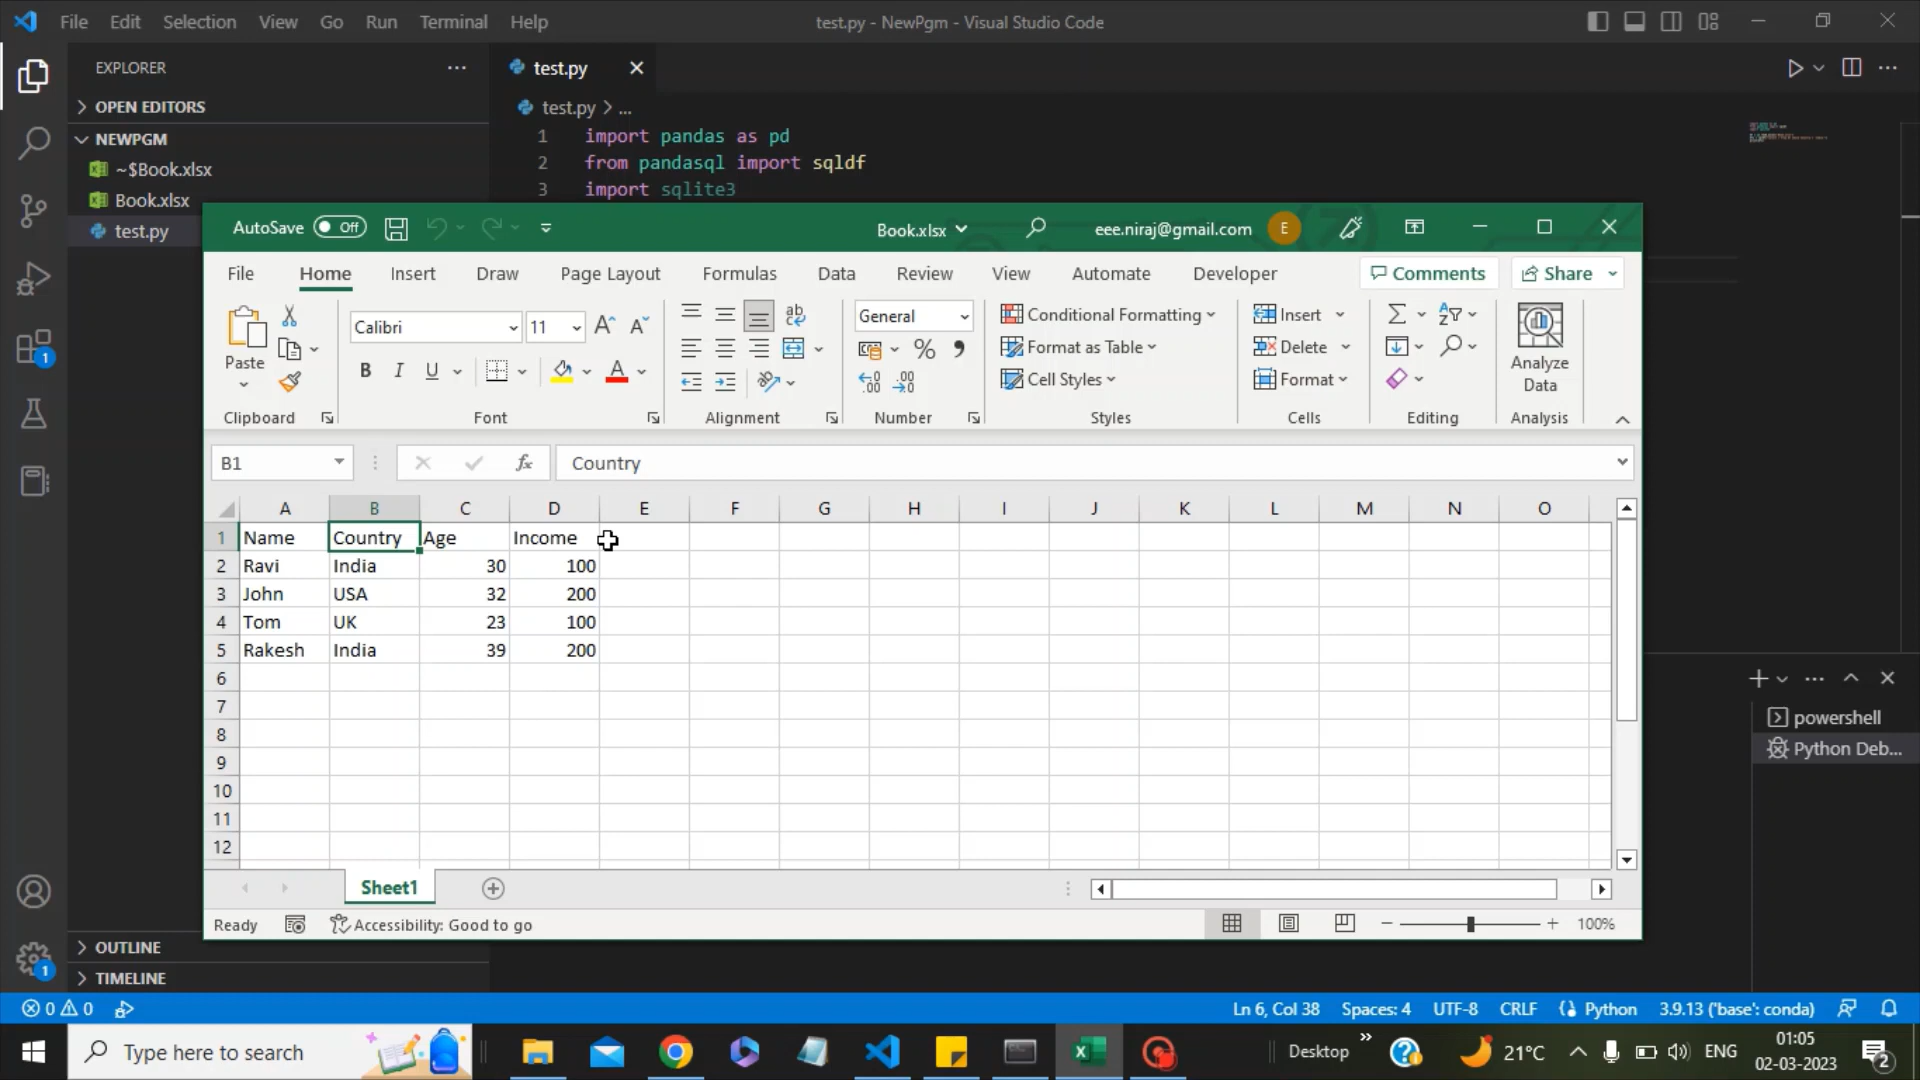 File Edit Selection View Go Run Terminal Help
test.py - NewPgm - Visual Studio Code
EXPLORER
test.py
OPEN EDITORS
test.py > ...
NEWPGM
1 import pandas as pd
~$Book.xlsx
2 from pandasql import sqldf
Book.xlsx
3 import sqlite3
test.py
AutoSave Off
Book.xlsx
eee.niraj@gmail.com
E
File Home Insert Draw Page Layout Formulas Data Review View Automate Developer Comments Share
Paste
Calibri 11
General
Conditional Formatting
Format as Table
Cell Styles
Insert
Delete
Format
Analyze
Data
Clipboard Font Alignment Number Styles Cells Editing Analysis
B1 fx Country
A B C D E F G H I J K L M N O
1 Name Country Age Income
2 Ravi India 30 100
3 John USA 32 200
4 Tom UK 23 100
5 Rakesh India 39 200
6
7
8
9
10
11
12
powershell
Python Deb...
Sheet1
Ready Accessibility: Good to go 100%
OUTLINE
TIMELINE
0 0 Ln 6, Col 38 Spaces: 4 UTF-8 CRLF Python 3.9.13 ('base': conda)
Type here to search
Desktop
21°C
ENG
01:05
02-03-2023
2